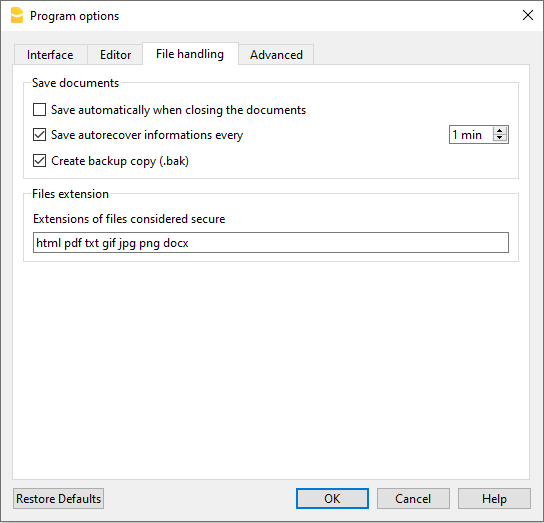 Program options
Interface Editor File handling Advanced
Save documents
Save automatically when closing the documents
Save autorecover informations every 1 min
Create backup copy (.bak)
Files extension
Extensions of files considered secure
html pdf txt gif jpg png docx
Restore Defaults OK Cancel Help